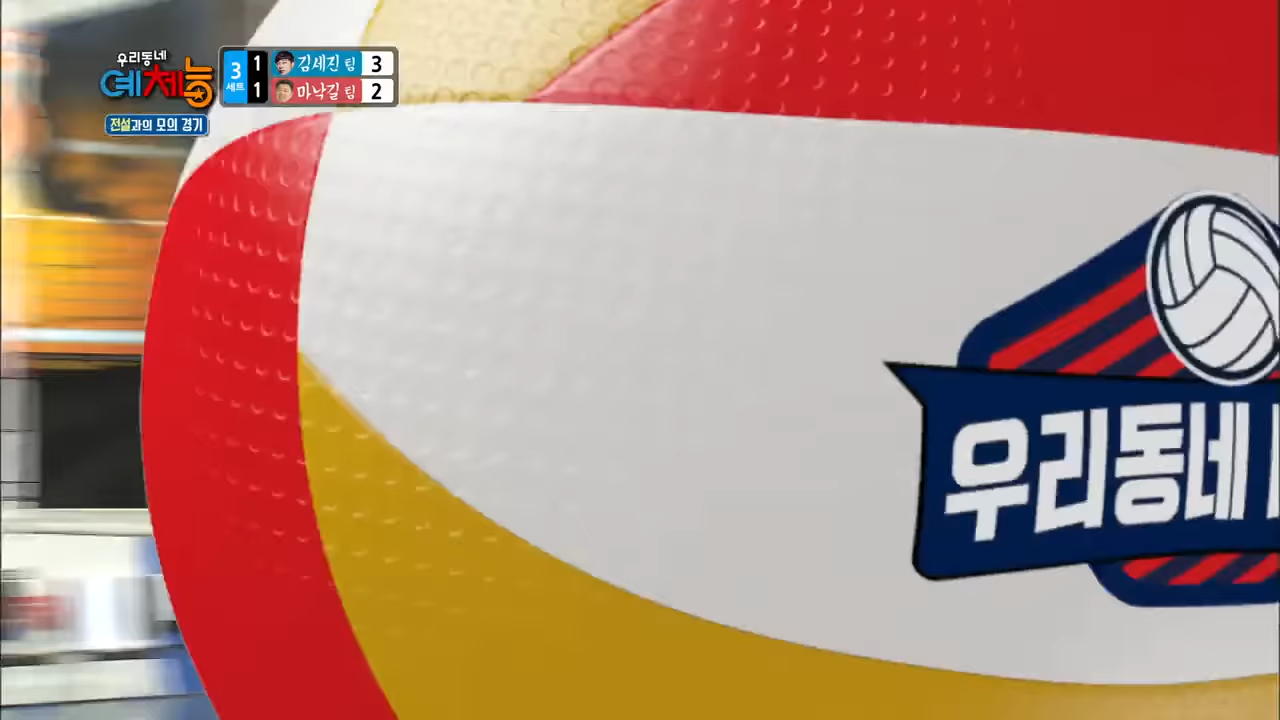 우리동네
예체능
전설과의 모의 경기
3 세트
1 김세진 팀 3
1 마낙길 팀 2
우리동네